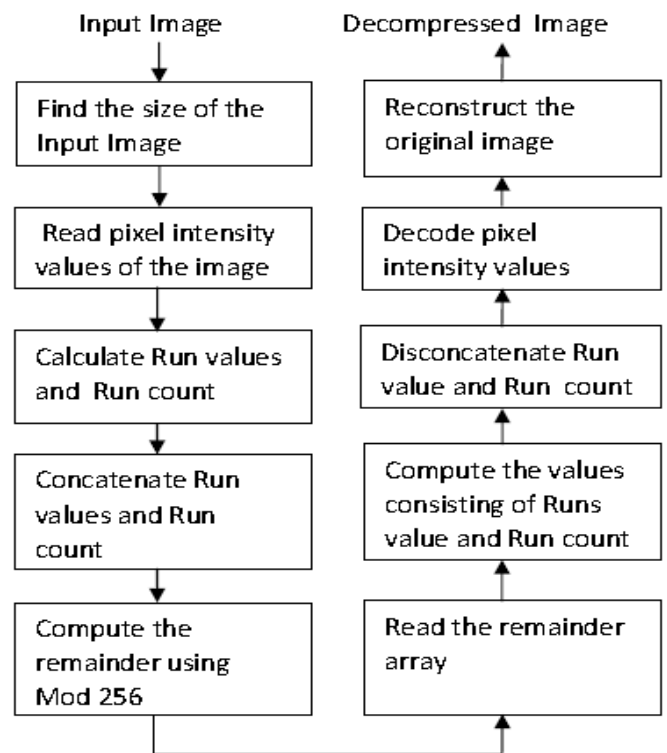 Input Image
Find the size of the
Input Image
Read pixel intensity
values of the image
Calculate Run values
and Run count
Concatenate Run
values and Run
count
Compute the
remainder using
Mod 256
Decompressed Image
Reconstruct the
original image
Decode pixel
intensity values
Disconcatenate Run
value and Run count
Compute the values
consisting of Runs
value and Run count
Read the remainder
array